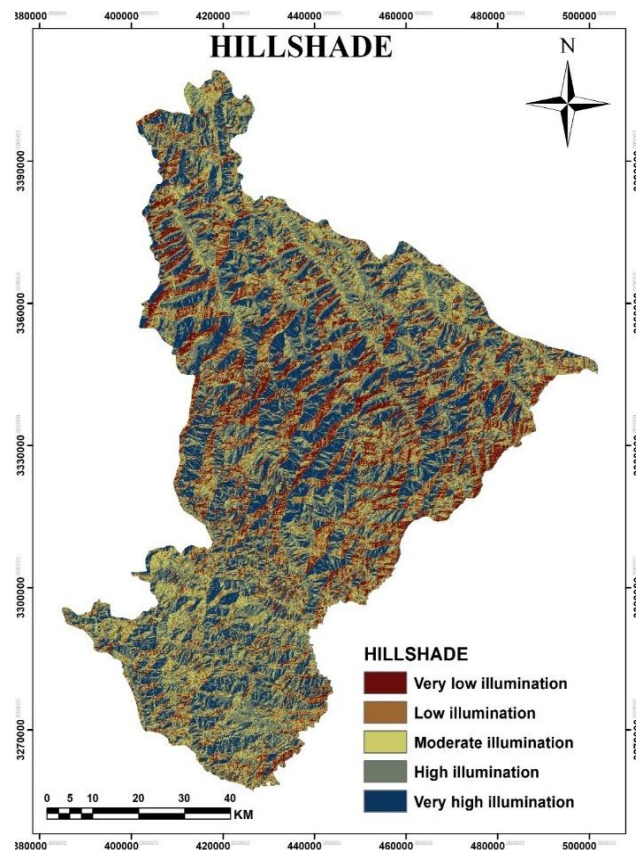 380000 400000 420000 440000 460000 480000 500000
HILLSHADE
N
3390000
3360000
3330000
3300000
3270000
HILLSHADE
Very low illumination
Low illumination
Moderate illumination
High illumination
Very high illumination
0 5 10 20 30 40
KM
380000 400000 420000 440000 460000 480000 500000